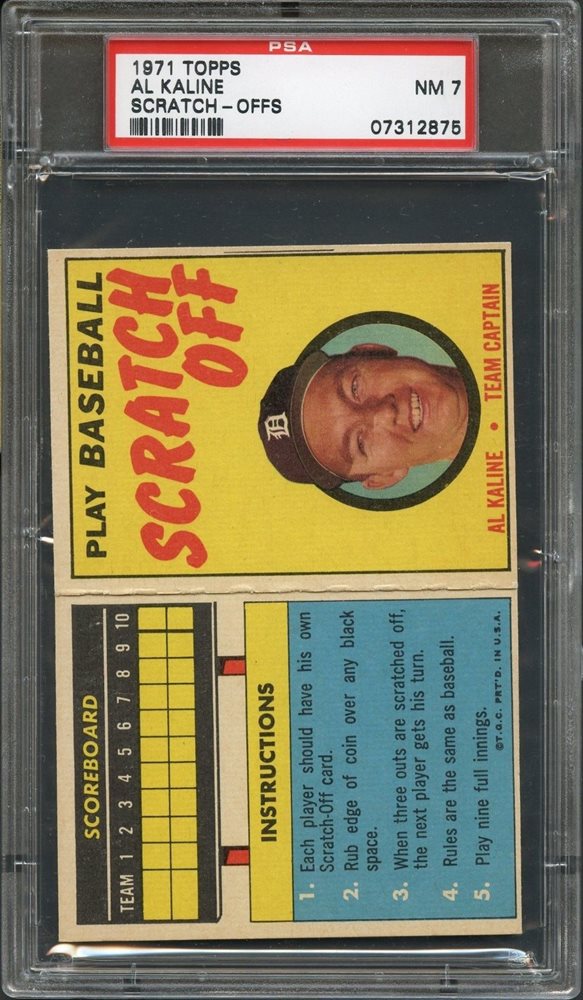 PSA
1971 TOPPS
AL KALINE
SCRATCH-OFFS
NM 7
07312875
PLAY BASEBALL
SCRATCH
OFF
D
AL KALINE • TEAM CAPTAIN
SCOREBOARD
TEAM 1 2 3 4 5 6 7 8 9 10
INSTRUCTIONS
1. Each player should have his own
Scratch-Off card.
2. Rub edge of coin over any black
space.
3. When three outs are scratched off,
the next player gets his turn.
4. Rules are the same as baseball.
5. Play nine full innings.
©T.C.G. PRT'D. IN U.S.A.